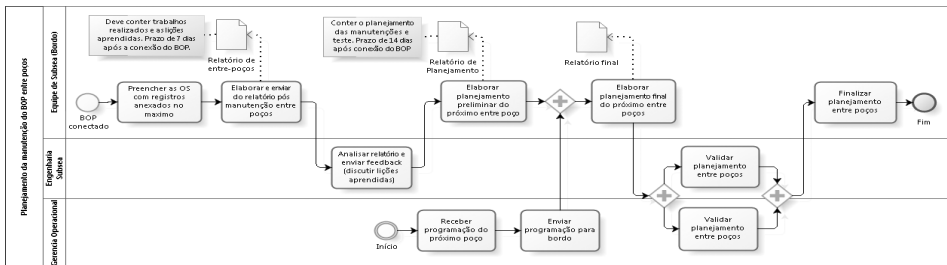 Planejamento da manutenção do BOP entre poços
Equipe de Subsea (Bordo)
Deve conter trabalhos
realizados e as lições
aprendidas. Prazo de 7 dias
após a conexão do BOP.
Relatório de
entre-poços
Conter o planejamento
das manutenções e
teste. Prazo de 14 dias
após conexão do BOP
Relatório de
Planejamento
Relatório final
BOP
conectado
Preencher as OS
com registros
anexados no
maximo
Elaborar e enviar
do relatório pós
manutenção entre
poços
Elaborar
planejamento
preliminar do
próximo entre poço
Elaborar
planejamento final
do próximo entre
poços
Finalizar
planejamento
entre poços
Fim
Engenharia
Subsea
Analisar relatório e
enviar feedback
(discutir lições
aprendidas)
Validar
planejamento
entre poços
Gerencia Operacional
Início
Receber
programação do
próximo poço
Enviar
programação para
bordo
Validar
planejamento
entre poços